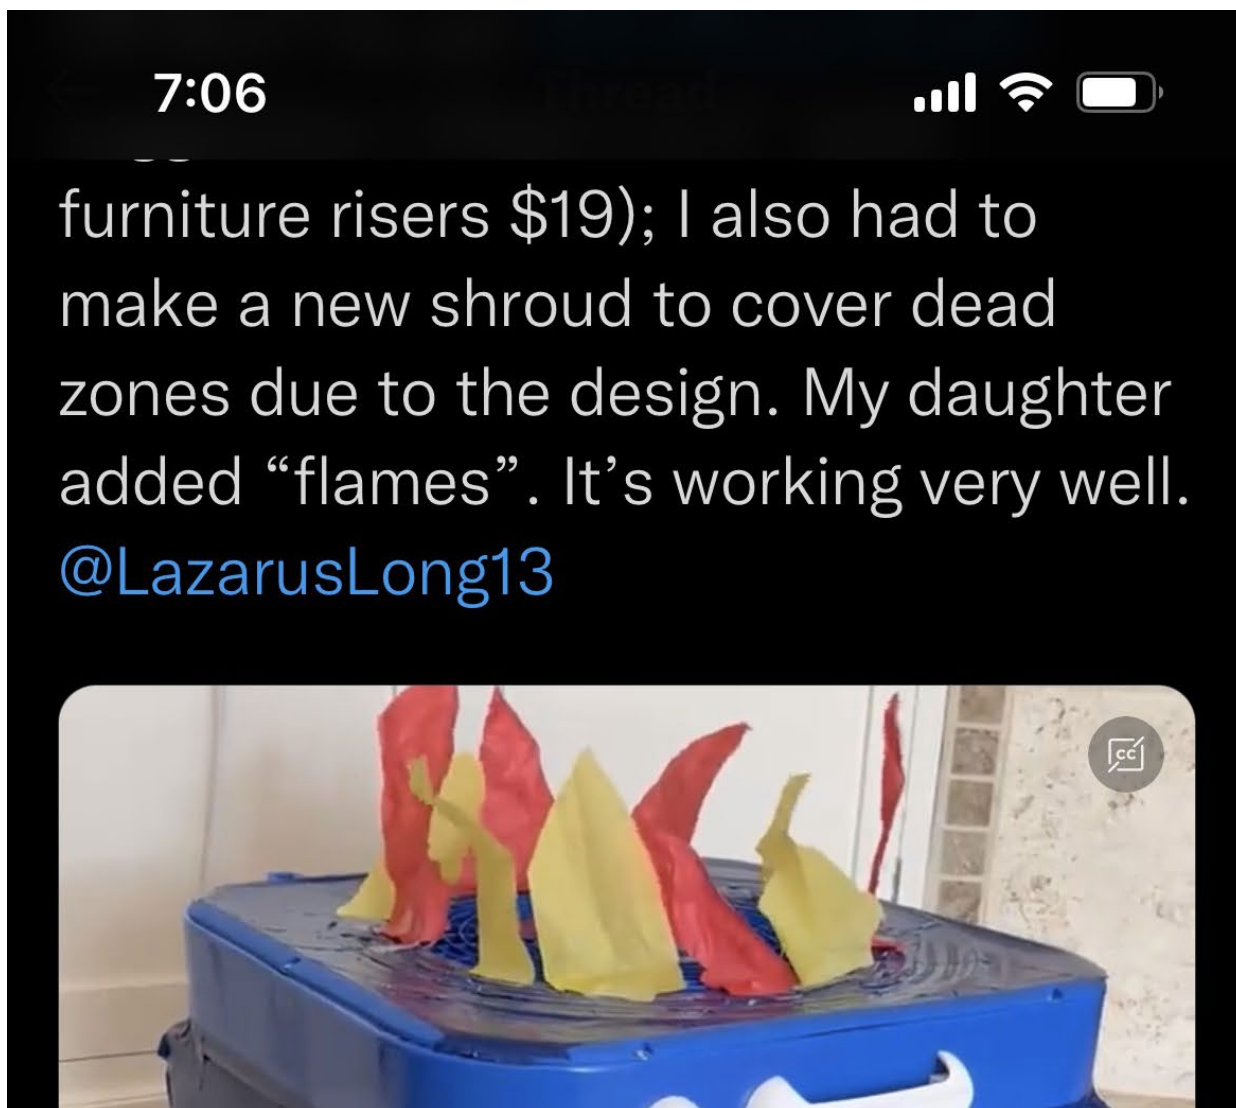 7:06
furniture risers $19); I also had to
make a new shroud to cover dead
zones due to the design. My daughter
added “flames”. It’s working very well.
@LazarusLong13
cc